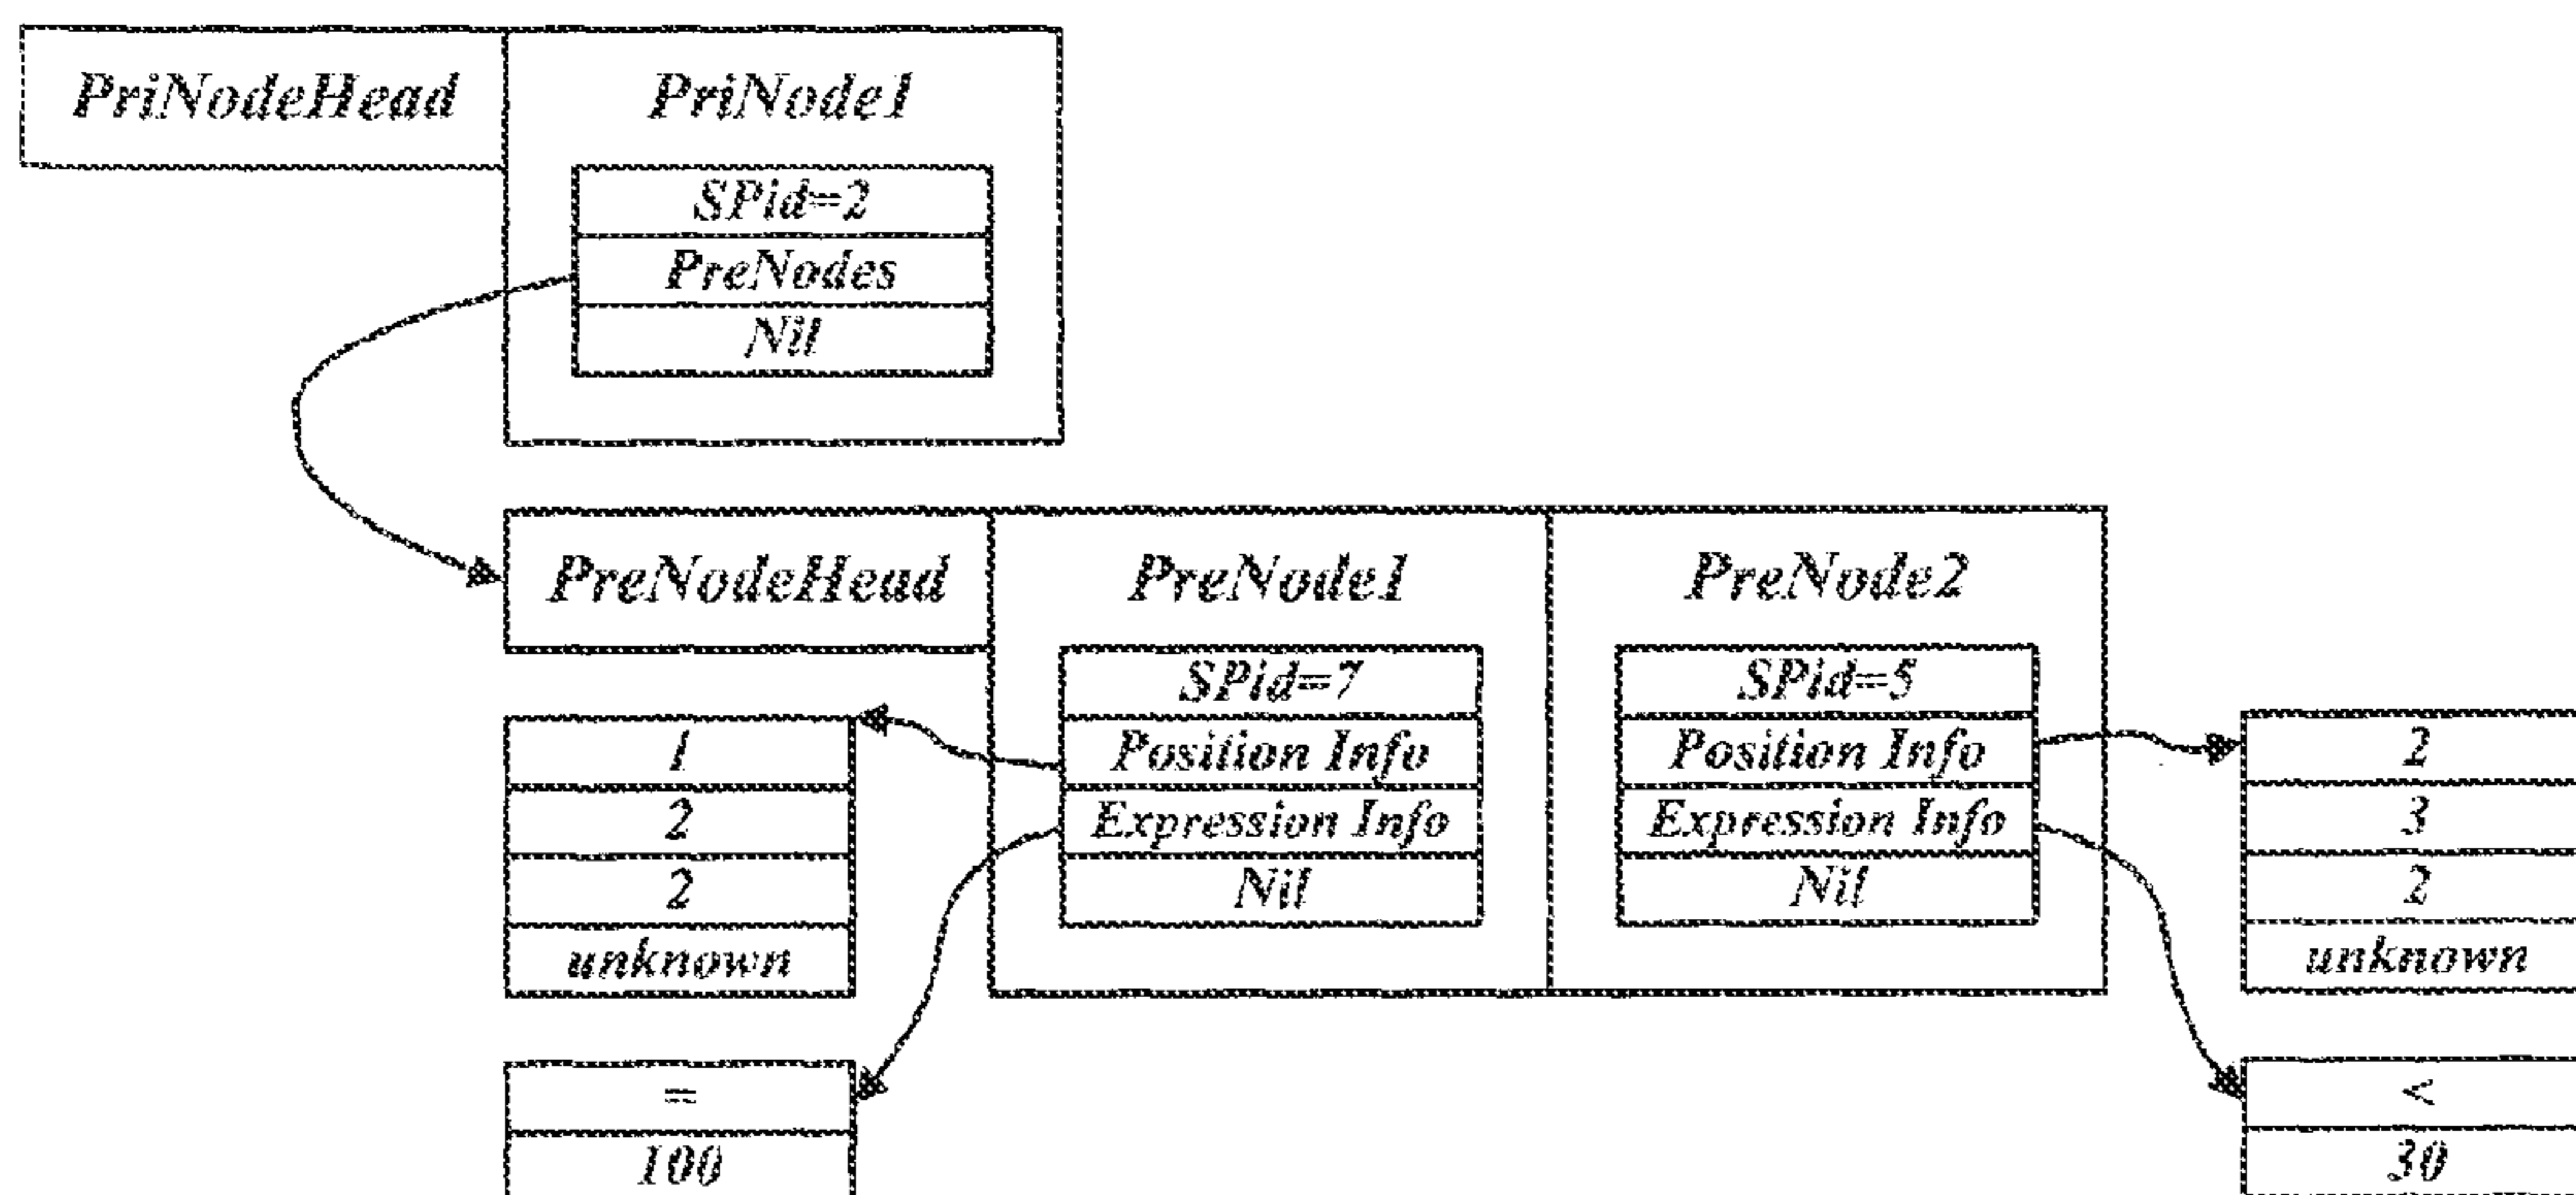 PriNodeHead
PriNode1
SPid=2
PreNodes
Nil
PreNodeHead
PreNode1
PreNode2
SPid=7
Position Info
Expression Info
Nil
SPid=5
Position Info
Expression Info
Nil
1
2
2
unknown
=
100
2
3
2
unknown
<
30